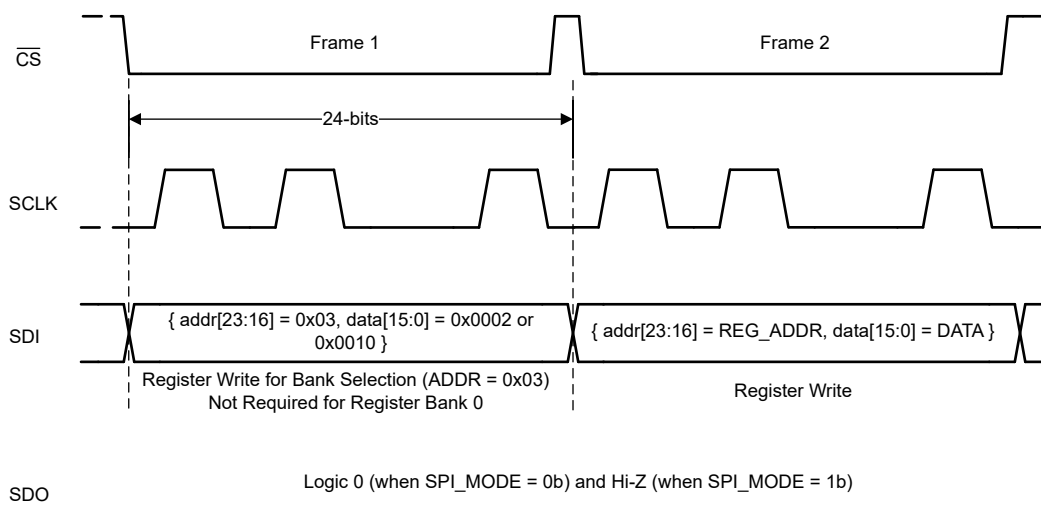 C̅S̅
Frame 1
Frame 2
24-bits
SCLK
SDI
{ addr[23:16] = 0x03, data[15:0] = 0x0002 or
0x0010 }
{ addr[23:16] = REG_ADDR, data[15:0] = DATA }
Register Write for Bank Selection (ADDR = 0x03)
Not Required for Register Bank 0
Register Write
SDO
Logic 0 (when SPI_MODE = 0b) and Hi-Z (when SPI_MODE = 1b)